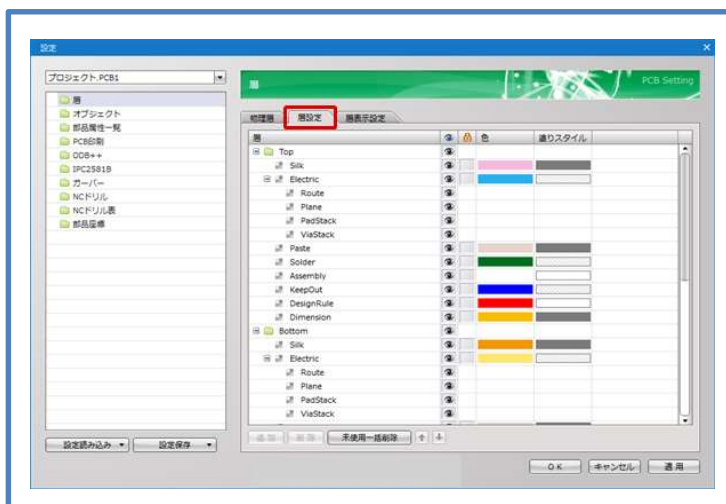 設定
プロジェクト.PCB1
層
オブジェクト
部品属性一覧
PCB印刷
ODB++
IPC2581B
ガーバー
NCドリル
NCドリル表
部品座標
設定読み込み
設定保存
層
PCB Setting
物理層 層設定 層表示設定
層 色 塗りスタイル
Top
Silk
Electric
Route
Plane
PadStack
ViaStack
Paste
Solder
Assembly
KeepOut
DesignRule
Dimension
Bottom
Silk
Electric
Route
Plane
PadStack
ViaStack
追加 削除 未使用一括削除
OK キャンセル 適用